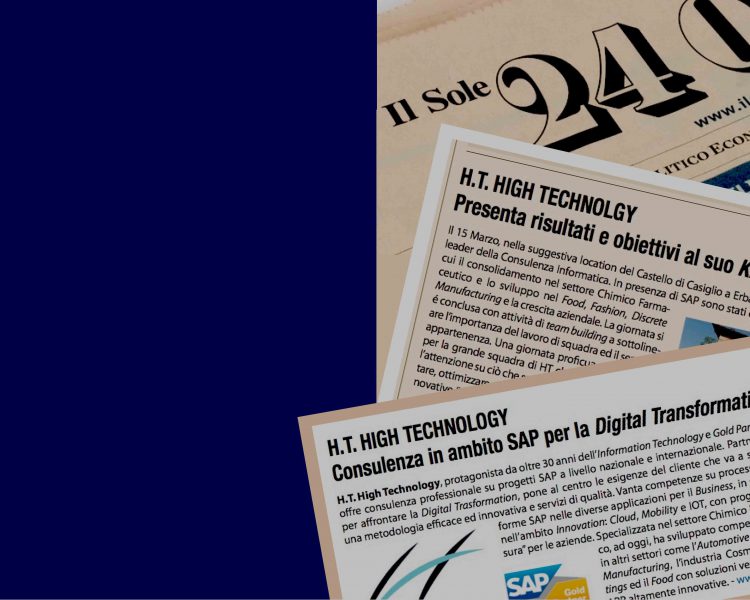 Il Sole 24 O
www.il
LITICO ECON
H.T. HIGH TECHNOLGY
Presenta risultati e obiettivi al suo K
Il 15 Marzo, nella suggestiva location del Castello di Casiglio a Erba
leader della Consulenza Informatica. In presenza di SAP sono stati
cui il consolidamento nel settore Chimico Farma-
ceutico e lo sviluppo nel Food, Fashion, Discrete
Manufacturing e la crescita aziendale. La giornata si
é conclusa con attività di team building a sottoline-
are l'importanza del lavoro di squadra ed il
appartenenza. Una giornata proficua
per la grande squadra di HT
l'attenzione su ciò che
tare, ottimizzare
novative
H.T. HIGH TECHNOLOGY
Consulenza in ambito SAP per la Digital Transformati
H.T. High Technology, protagonista da oltre 30 anni dell'Information Technology e Gold Par
offre consulenza professionale su progetti SAP a livello nazionale e internazionale. Partn
per affrontare la Digital Trasformation, pone al centro le esigenze del cliente che va a s
una metodologia efficace ed innovativa e servizi di qualità. Vanta competenze su process
forme SAP nelle diverse applicazioni per il Business, in
nell'ambito Innovation: Cloud, Mobility e IOT, con prog
sura" per le aziende. Specializzata nel settore Chimico
co, ad oggi, ha sviluppato compe
in altri settori come l'Automotive
Manufacturing, l'industria Cosm
tings ed il Food con soluzioni ve
altamente innovative. - ww
SAP Gold